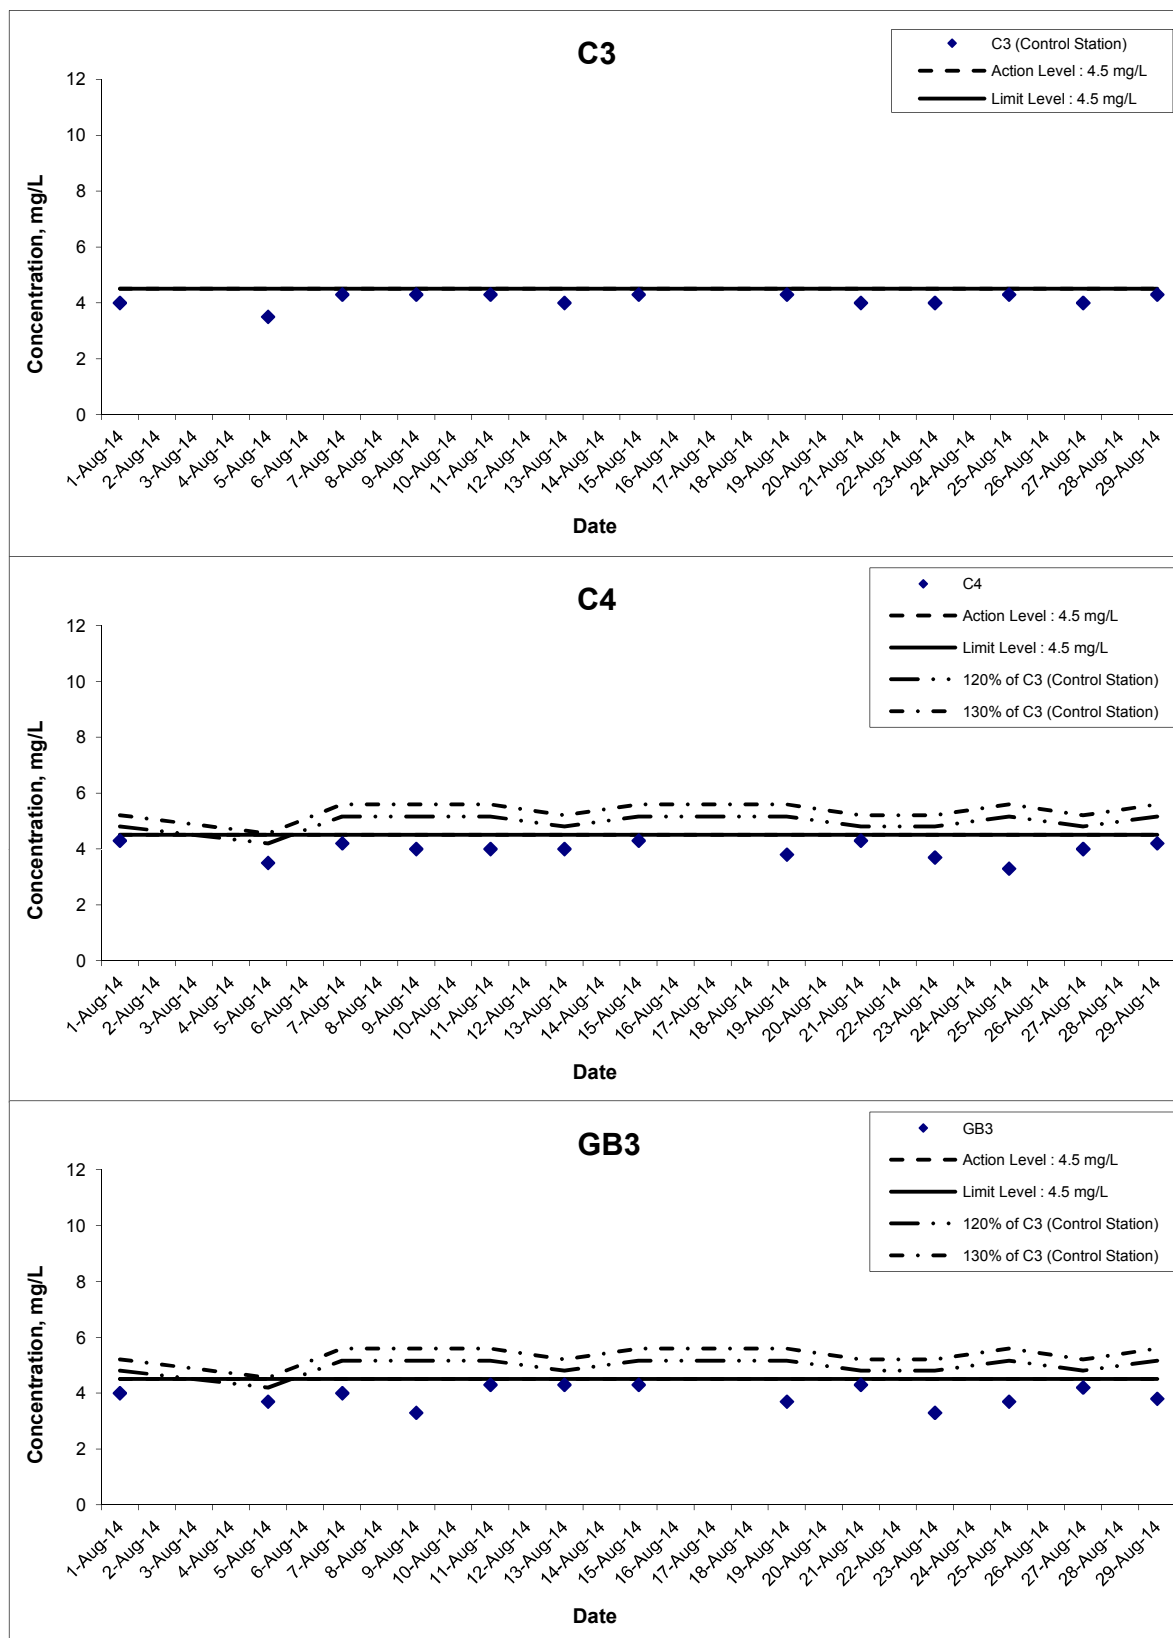 C3
C3 (Control Station)
Action Level : 4.5 mg/L
Limit Level : 4.5 mg/L
Concentration, mg/L
12
10
8
6
4
2
0
1-Aug-14
2-Aug-14
3-Aug-14
4-Aug-14
5-Aug-14
6-Aug-14
7-Aug-14
8-Aug-14
9-Aug-14
10-Aug-14
11-Aug-14
12-Aug-14
13-Aug-14
14-Aug-14
15-Aug-14
16-Aug-14
17-Aug-14
18-Aug-14
19-Aug-14
20-Aug-14
21-Aug-14
22-Aug-14
23-Aug-14
24-Aug-14
25-Aug-14
26-Aug-14
27-Aug-14
28-Aug-14
29-Aug-14
Date
C4
C4
Action Level : 4.5 mg/L
Limit Level : 4.5 mg/L
120% of C3 (Control Station)
130% of C3 (Control Station)
Concentration, mg/L
12
10
8
6
4
2
0
1-Aug-14
2-Aug-14
3-Aug-14
4-Aug-14
5-Aug-14
6-Aug-14
7-Aug-14
8-Aug-14
9-Aug-14
10-Aug-14
11-Aug-14
12-Aug-14
13-Aug-14
14-Aug-14
15-Aug-14
16-Aug-14
17-Aug-14
18-Aug-14
19-Aug-14
20-Aug-14
21-Aug-14
22-Aug-14
23-Aug-14
24-Aug-14
25-Aug-14
26-Aug-14
27-Aug-14
28-Aug-14
29-Aug-14
Date
GB3
GB3
Action Level : 4.5 mg/L
Limit Level : 4.5 mg/L
120% of C3 (Control Station)
130% of C3 (Control Station)
Concentration, mg/L
12
10
8
6
4
2
0
1-Aug-14
2-Aug-14
3-Aug-14
4-Aug-14
5-Aug-14
6-Aug-14
7-Aug-14
8-Aug-14
9-Aug-14
10-Aug-14
11-Aug-14
12-Aug-14
13-Aug-14
14-Aug-14
15-Aug-14
16-Aug-14
17-Aug-14
18-Aug-14
19-Aug-14
20-Aug-14
21-Aug-14
22-Aug-14
23-Aug-14
24-Aug-14
25-Aug-14
26-Aug-14
27-Aug-14
28-Aug-14
29-Aug-14
Date